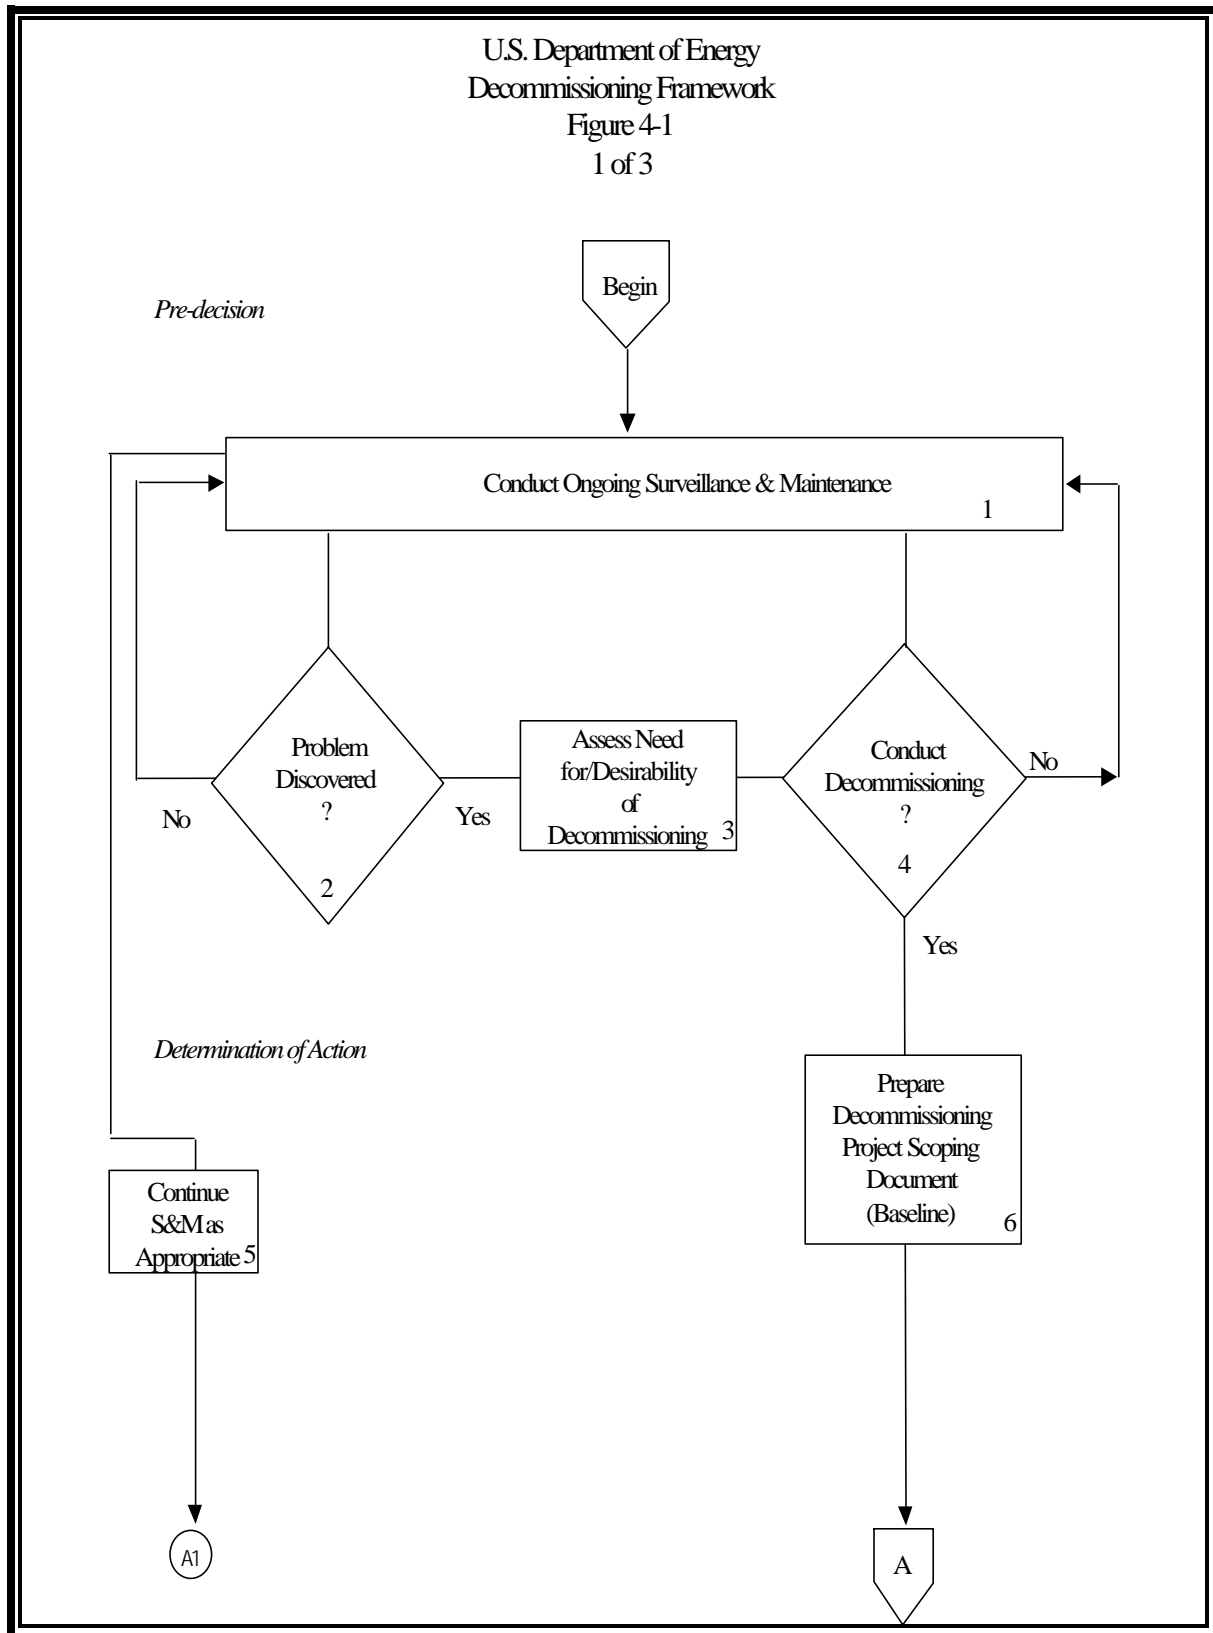 U.S. Department of Energy
Decommissioning Framework
Figure 4-1
1 of 3
Begin
Pre-decision
Conduct Ongoing Surveillance & Maintenance
1
Problem
Discovered
?
2
No
Yes
Assess Need
for/Desirability
of
Decommissioning 3
Conduct
Decommissioning
?
4
No
Yes
Determination of Action
Prepare
Decommissioning
Project Scoping
Document
(Baseline)
6
Continue
S&M as
Appropriate 5
A1
A